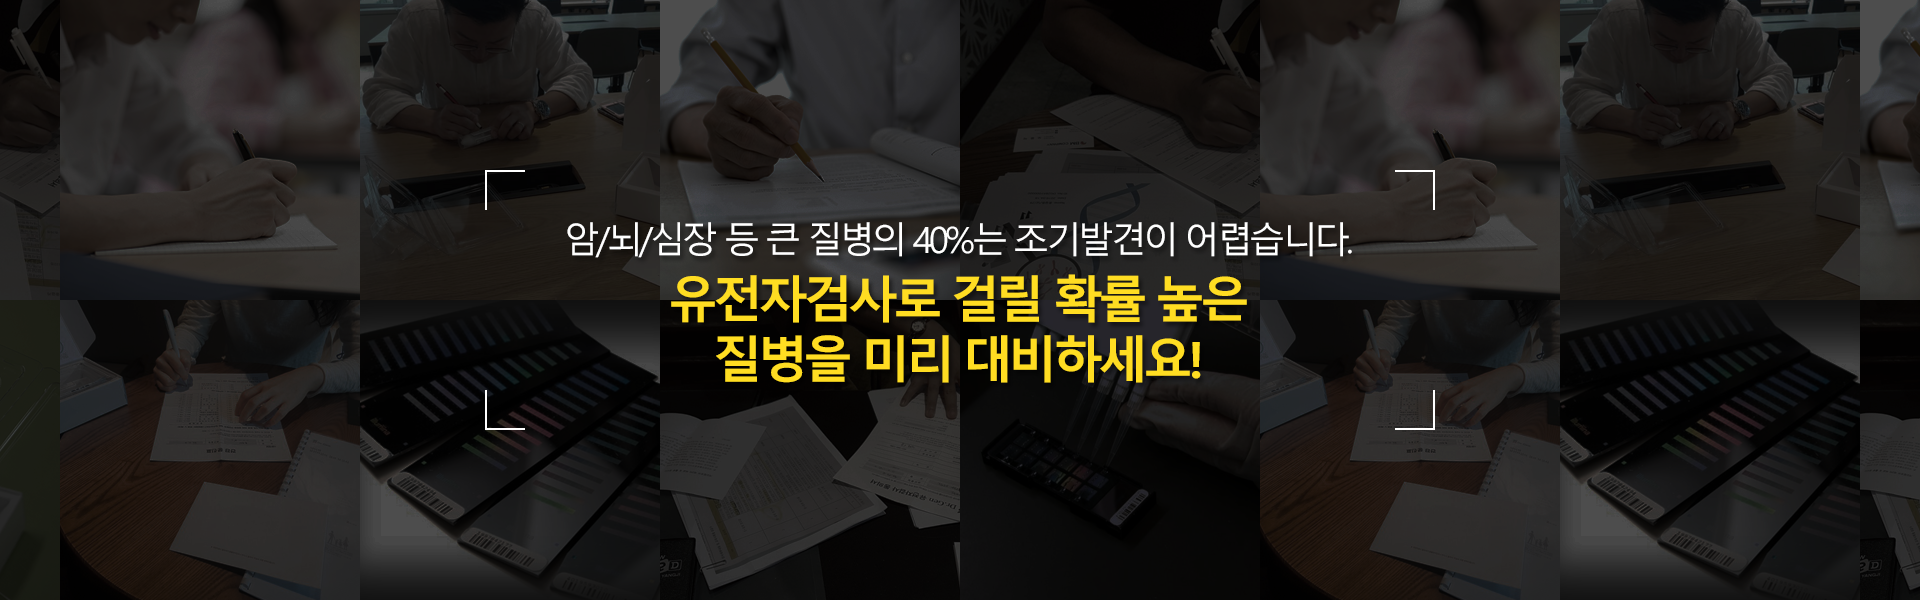 암/뇌/심장 등 큰 질병의 40%는 조기발견이 어렵습니다.
유전자검사로 걸릴 확률 높은
질병을 미리 대비하세요!